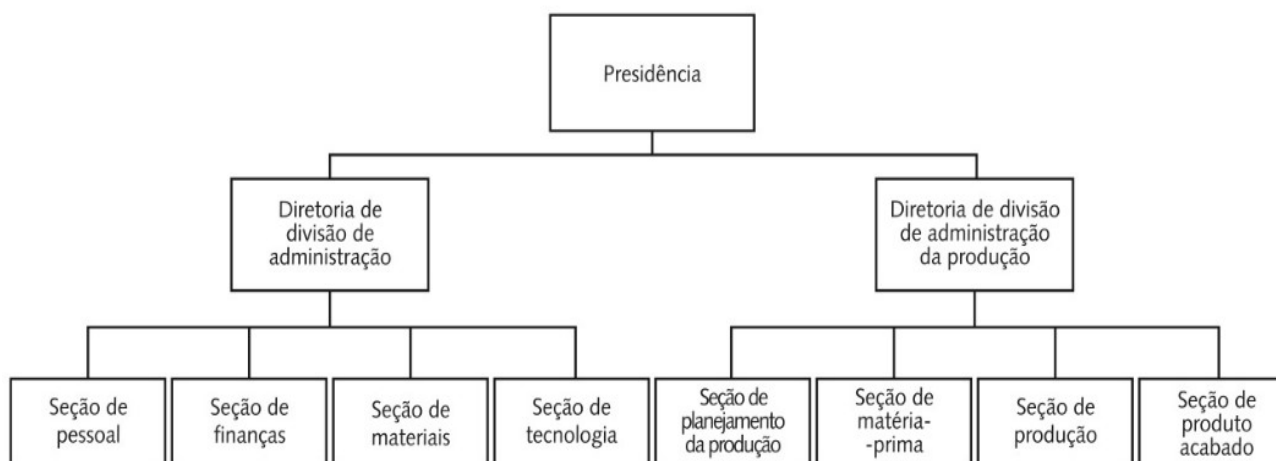 Presidência
Diretoria de
divisão de
administração
Diretoria de divisão
de administração
da produção
Seção de
pessoal
Seção de
finanças
Seção de
materiais
Seção de
tecnologia
Seção de
planejamento
da produção
Seção de
matéria-
-prima
Seção de
produção
Seção de
produto
acabado